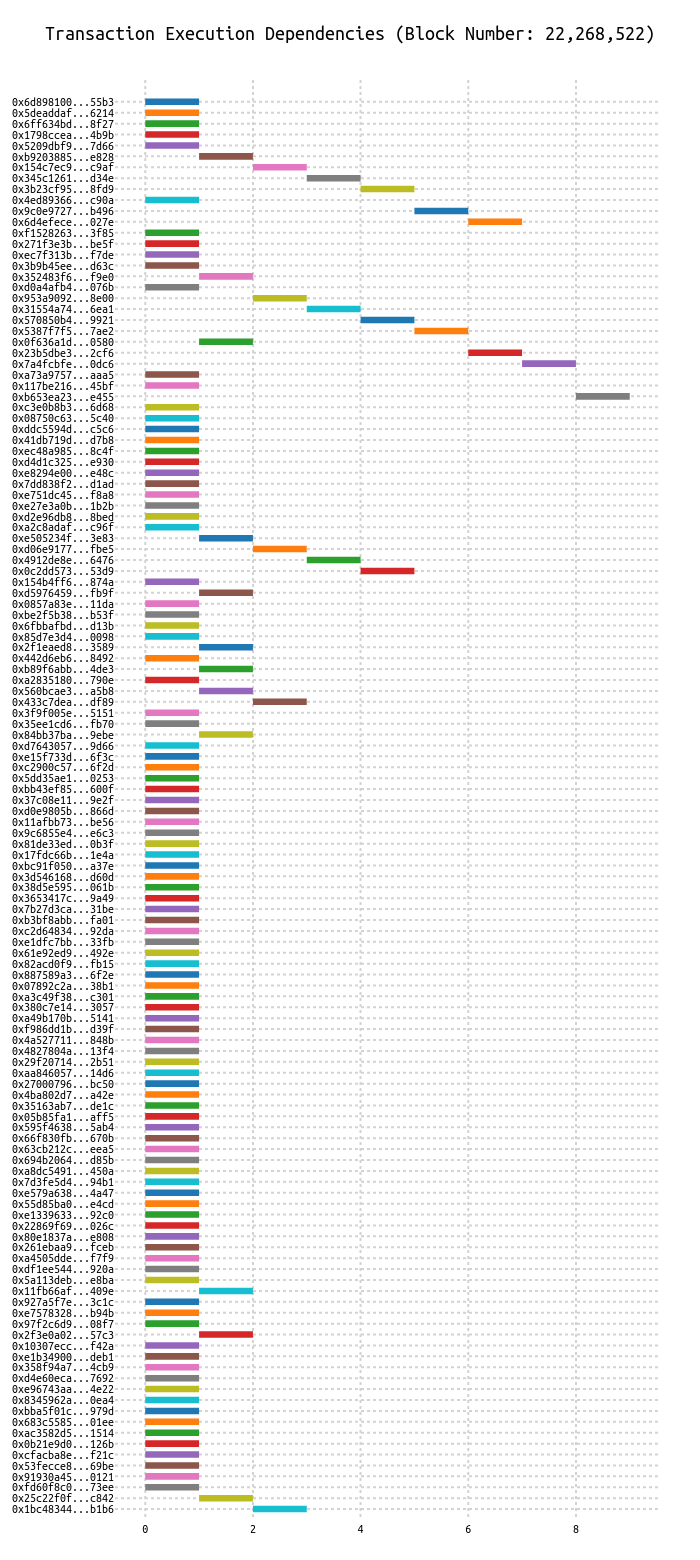 Transaction Execution Dependencies (Block Number: 22,268,522)
0x6d898100...55b3
0x5deaddaf...6214
0x6ff634bd...8f27
0x1798ccea...4b9b
0x5209dbf9...7d66
0xb9203885...e828
0x154c7ec9...c9af
0x345c1261...d34e
0x3b23cf95...8fd9
0x4ed89366...c90a
0x9c0e9727...b496
0x6d4efece...027e
0xf1528263...3f85
0x271f3e3b...be5f
0xec7f313b...f7de
0x3b9b45ee...d63c
0x352483f6...f9e0
0xd0a4afb4...076b
0x953a9092...8e00
0x31554a74...6ea1
0x570850b4...9921
0x5387f7f5...7ae2
0x0f636a1d...0580
0x23b5dbe3...2cf6
0x7a4fcbfe...0dc6
0xa73a9757...aaa5
0x117be216...45bf
0xb653ea23...e455
0xc3e0b8b3...6d68
0x08750c63...5c40
0xddc5594d...c5c6
0x41db719d...d7b8
0xec48a985...8c4f
0xd4d1c325...e930
0xe8294e00...e48c
0x7dd838f2...d1ad
0xe751dc45...f8a8
0xe27e3a0b...1b2b
0xd2e96db8...8bed
0xa2c8adaf...c96f
0xe505234f...3e83
0xd06e9177...fbe5
0x4912de8e...6476
0x0c2dd573...53d9
0x154b4ff6...874a
0xd5976459...fb9f
0x0857a83e...11da
0xbe2f5b38...b53f
0x6fbbafbd...d13b
0x85d7e3d4...0098
0x2f1eaed8...3589
0x442d6eb6...8492
0xb89f6abb...4de3
0xa2835180...790e
0x560bcae3...a5b8
0x433c7dea...df89
0x3f9f005e...5151
0x35ee1cd6...fb70
0x84bb37ba...9ebe
0xd7643057...9d66
0xe15f733d...6f3c
0xc2900c57...6f2d
0x5dd35ae1...0253
0xbb43ef85...600f
0x37c08e11...9e2f
0xd0e9805b...866d
0x11afbb73...be56
0x9c6855e4...e6c3
0x81de33ed...0b3f
0x17fdc66b...1e4a
0xbc91f050...a37e
0x3d546168...d60d
0x38d5e595...061b
0x3653417c...9a49
0x7b27d3ca...31be
0xb3bf8abb...fa01
0xc2d64834...92da
0xe1dfc7bb...33fb
0x61e92ed9...492e
0x82acd0f9...fb15
0x887589a3...6f2e
0x07892c2a...38b1
0xa3c49f38...c301
0x380c7e14...3057
0xa49b170b...5141
0xf986dd1b...d39f
0x4a527711...848b
0x4827804a...13f4
0x29f20714...2b51
0xaa846057...14d6
0x27000796...bc50
0x4ba802d7...a42e
0x35163ab7...de1c
0x05b85fa1...aff5
0x595f4638...5ab4
0x66f830fb...670b
0x63cb212c...eea5
0x694b2064...d85b
0xa8dc5491...450a
0x7d3fe5d4...94b1
0xe579a638...4a47
0x55d85ba0...e4cd
0xe1339633...92c0
0x22869f69...026c
0x80e1837a...e808
0x261ebaa9...fceb
0xa4505dde...f7f9
0xdf1ee544...920a
0x5a113deb...e8ba
0x11fb66af...409e
0x927a5f7e...3c1c
0xe7578328...b94b
0x97f2c6d9...08f7
0x2f3e0a02...57c3
0x10307ecc...f42a
0xe1b34900...deb1
0x358f94a7...4cb9
0xd4e60eca...7692
0xe96743aa...4e22
0x8345962a...0ea4
0xbba5f01c...979d
0x683c5585...01ee
0xac3582d5...1514
0x0b21e9d0...126b
0xcfacba8e...f21c
0x53fecce8...69be
0x91930a45...0121
0xfd60f8c0...73ee
0x25c22f0f...c842
0x1bc48344...b1b6
0 2 4 6 8